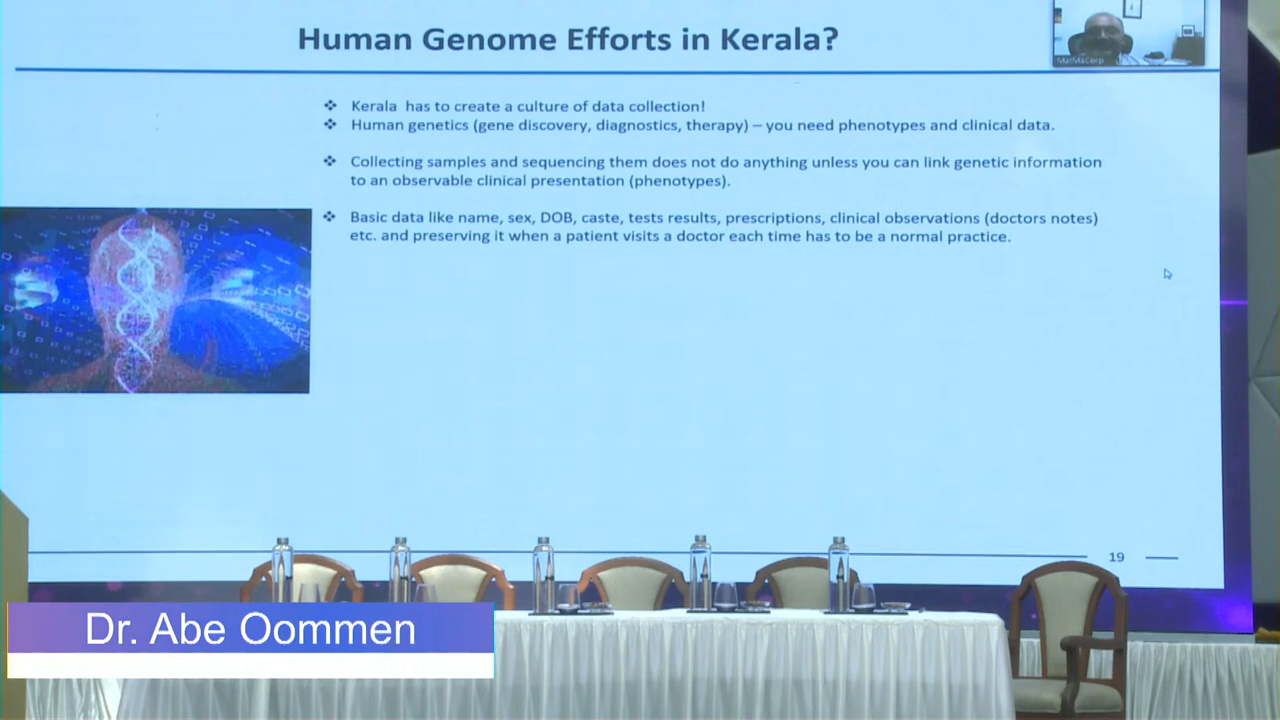 Human Genome Efforts in Kerala?
MatMaCorp
❖ Kerala has to create a culture of data collection!
❖ Human genetics (gene discovery, diagnostics, therapy) – you need phenotypes and clinical data.
❖ Collecting samples and sequencing them does not do anything unless you can link genetic information
to an observable clinical presentation (phenotypes).
❖ Basic data like name, sex, DOB, caste, tests results, prescriptions, clinical observations (doctors notes)
etc. and preserving it when a patient visits a doctor each time has to be a normal practice.
19
Dr. Abe Oommen